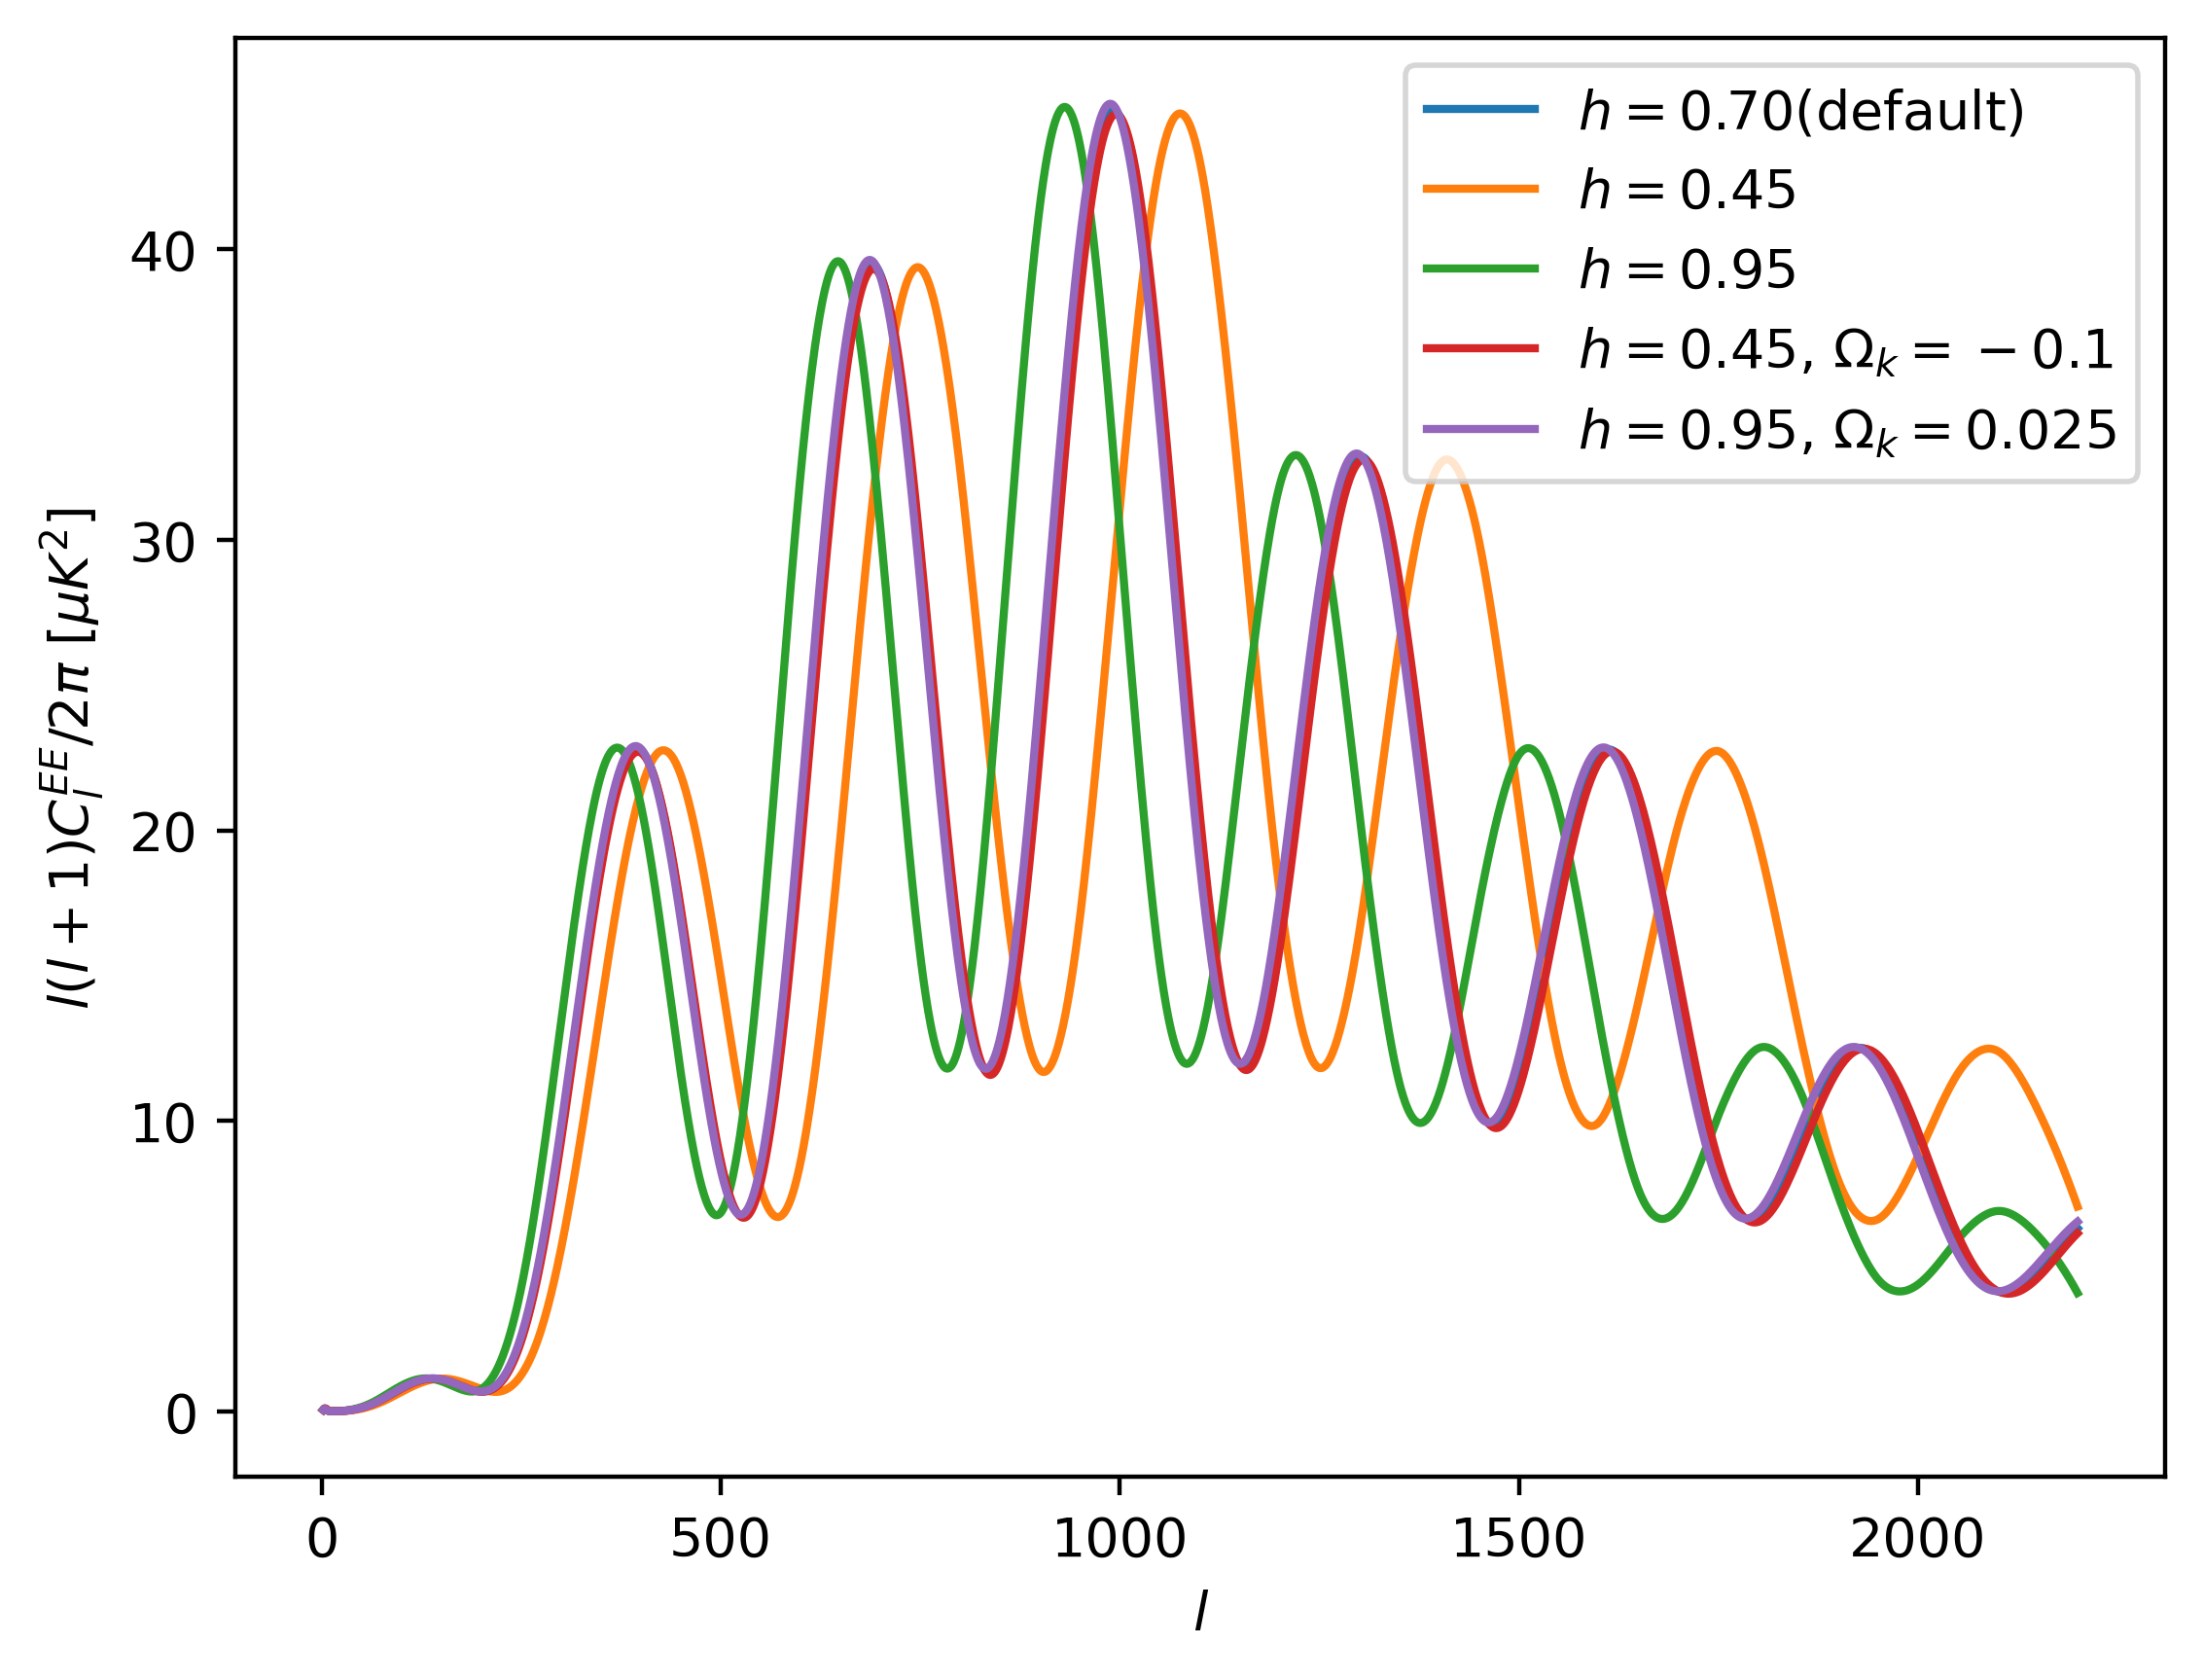 h = 0.70(default)
h = 0.45
h = 0.95
h = 0.45, Ωₖ = −0.1
h = 0.95, Ωₖ = 0.025
l(l + 1)C_l^{EE}/2π [μK²]
40
30
20
10
0
0 500 1000 1500 2000
l